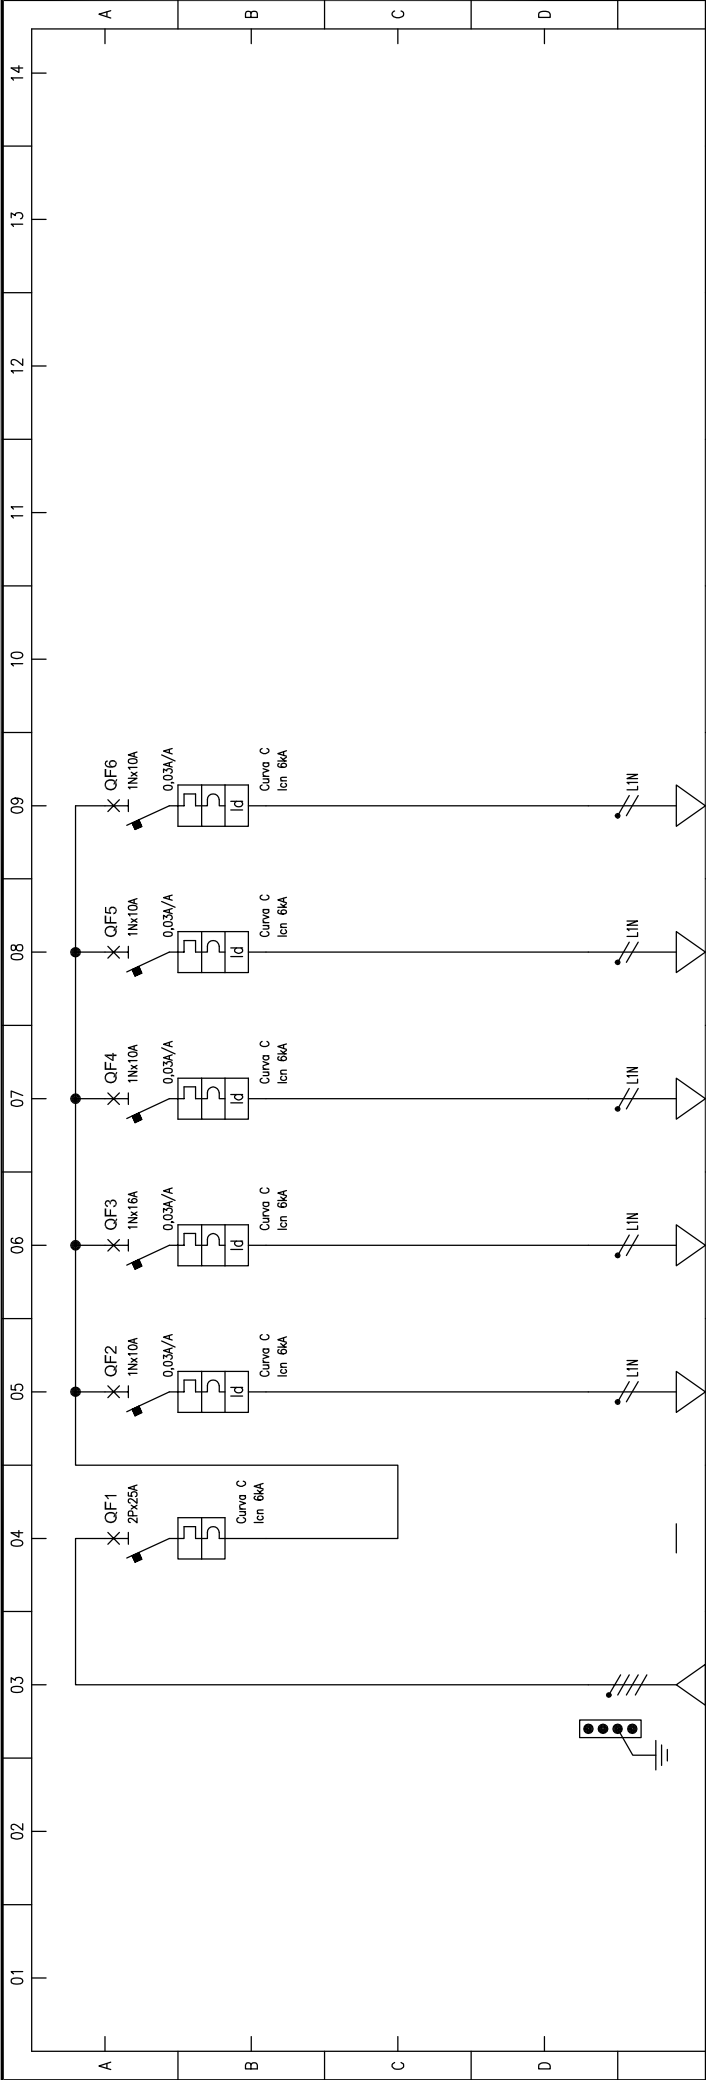 A
B
C
D
14
13
12
11
10
09
08
07
06
05
04
03
02
01
QF6
1Nx10A
0,03A/A
Id
Curva C
Icn 6kA
L1N
QF5
1Nx10A
0,03A/A
Id
Curva C
Icn 6kA
L1N
QF4
1Nx10A
0,03A/A
Id
Curva C
Icn 6kA
L1N
QF3
1Nx16A
0,03A/A
Id
Curva C
Icn 6kA
L1N
QF2
1Nx10A
0,03A/A
Id
Curva C
Icn 6kA
L1N
QF1
2Px25A
Curva C
Icn 6kA
A
B
C
D